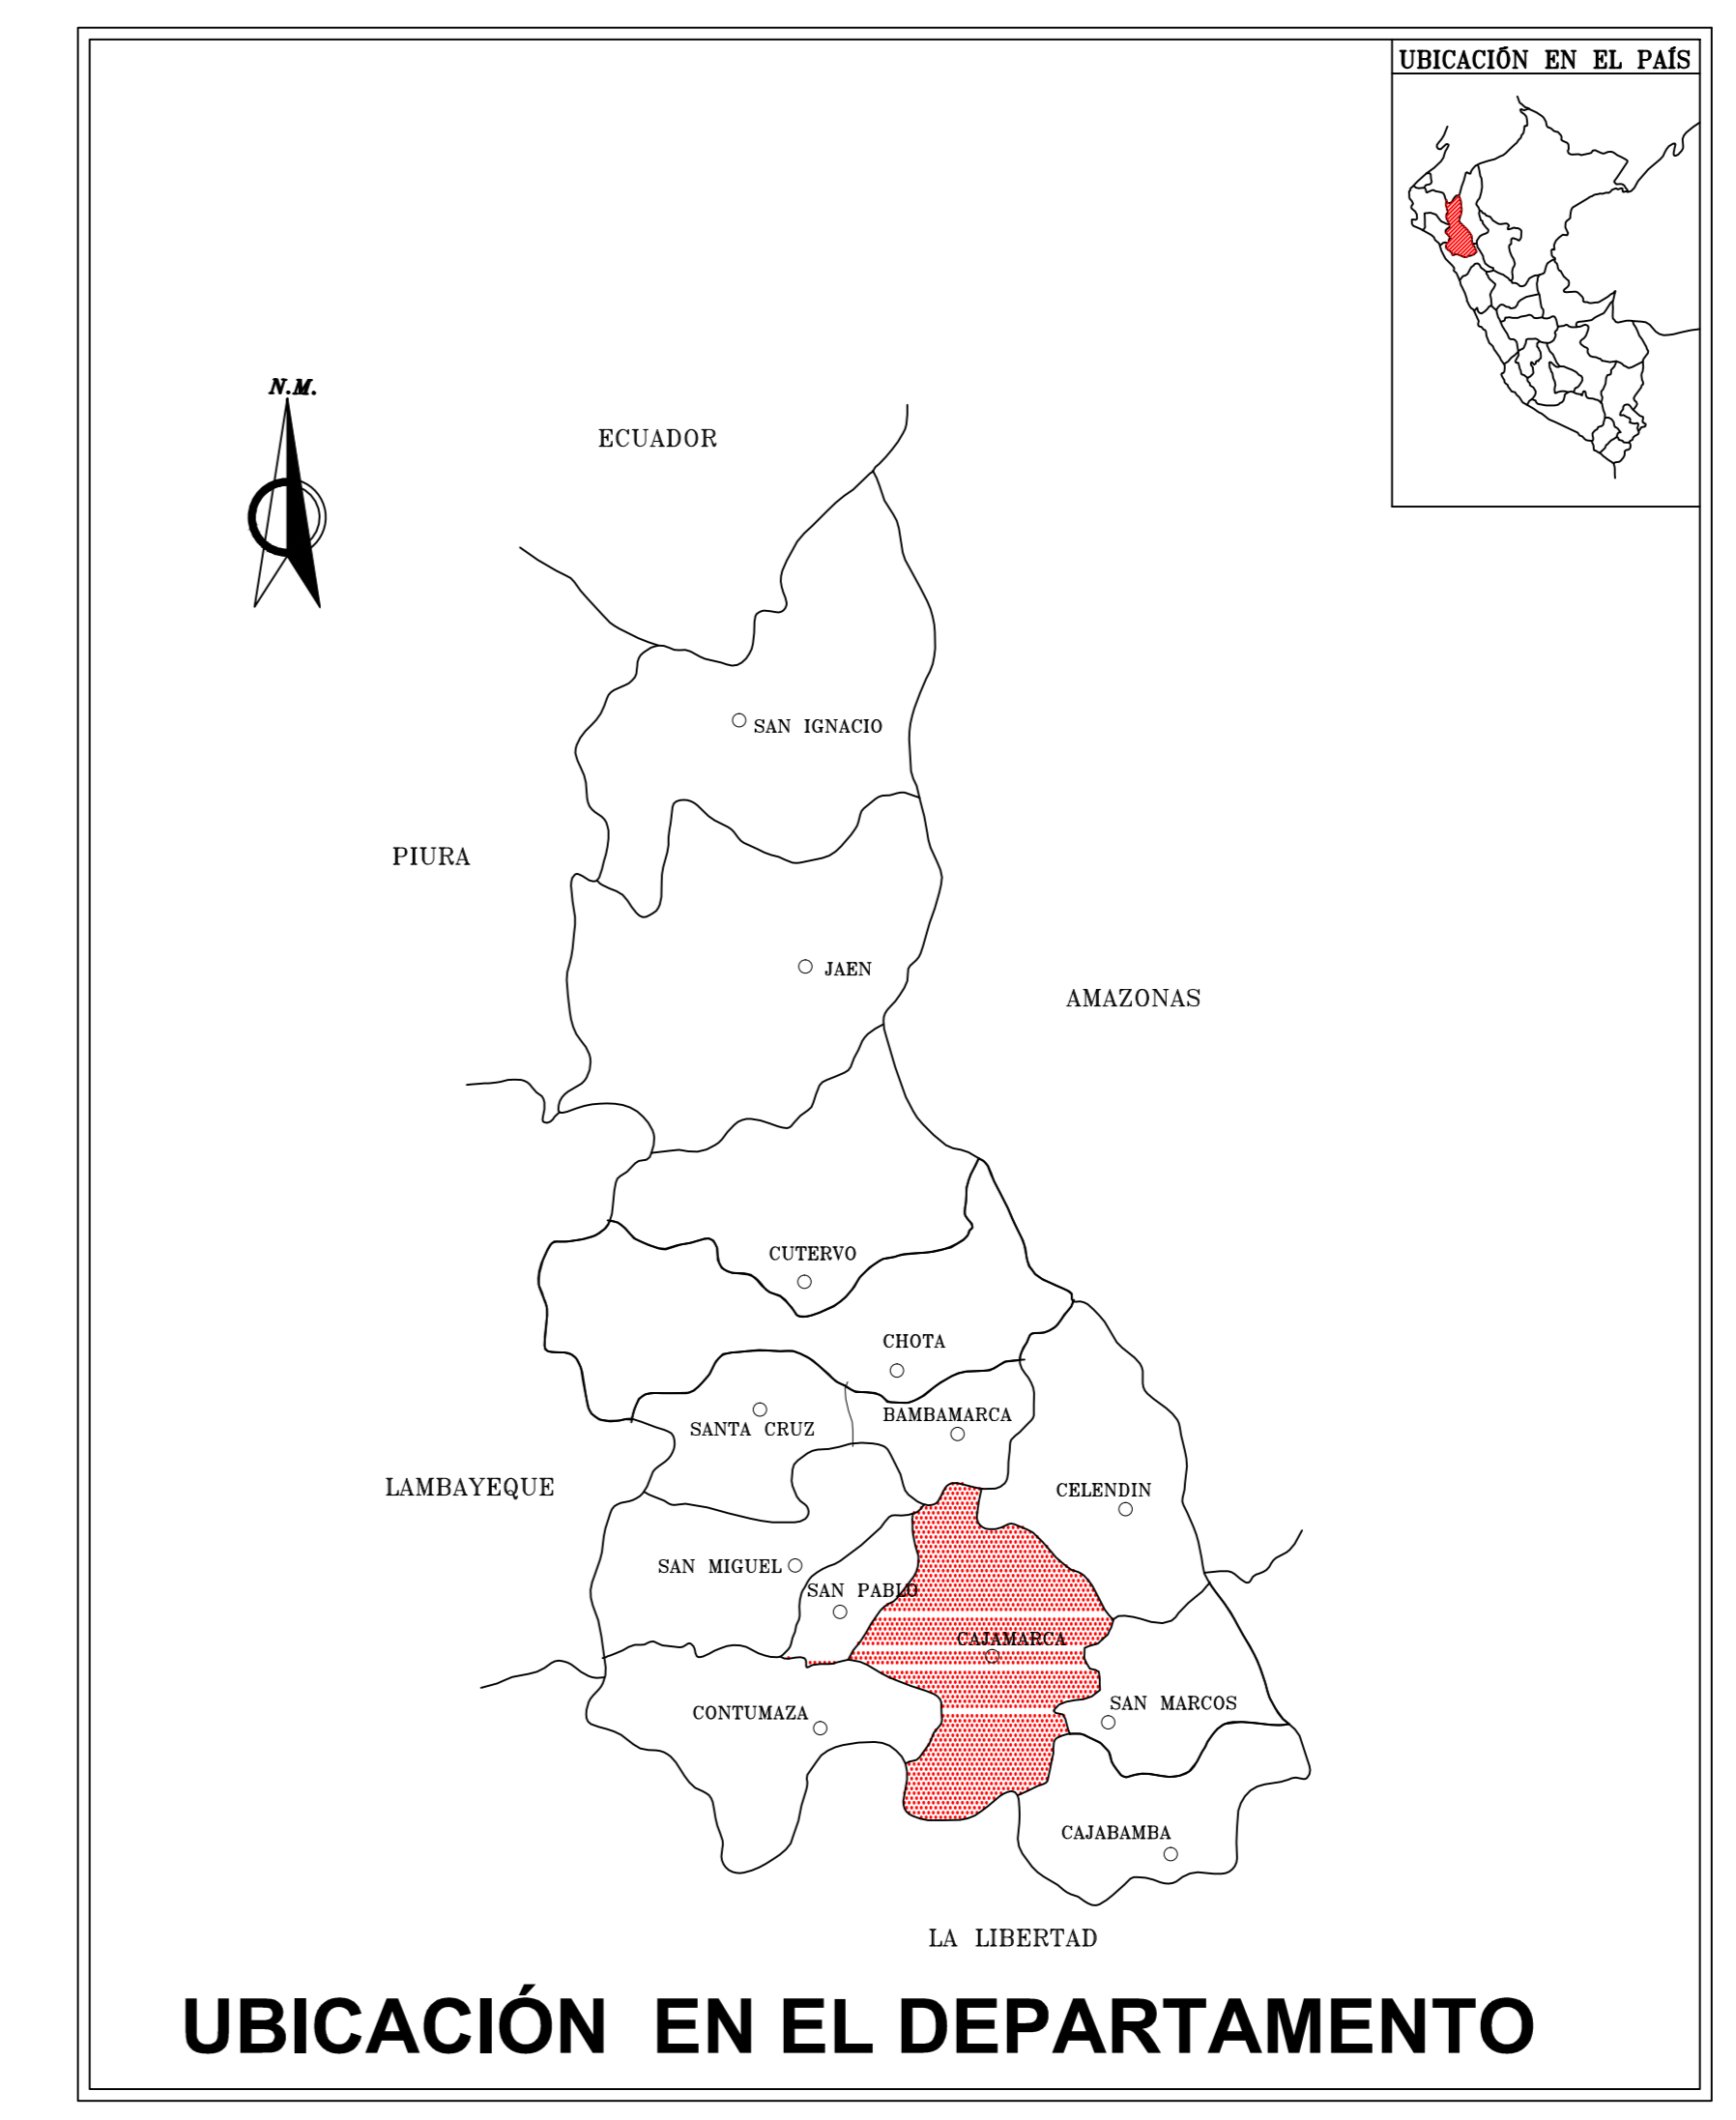 UBICACIÓN EN EL PAÍS
N.M.
ECUADOR
SAN IGNACIO
PIURA
JAEN
AMAZONAS
CUTERVO
CHOTA
BAMBAMARCA
SANTA CRUZ
LAMBAYEQUE
CELENDIN
SAN MIGUEL
SAN PABLO
CAJAMARCA
SAN MARCOS
CONTUMAZA
CAJABAMBA
LA LIBERTAD
UBICACIÓN EN EL DEPARTAMENTO